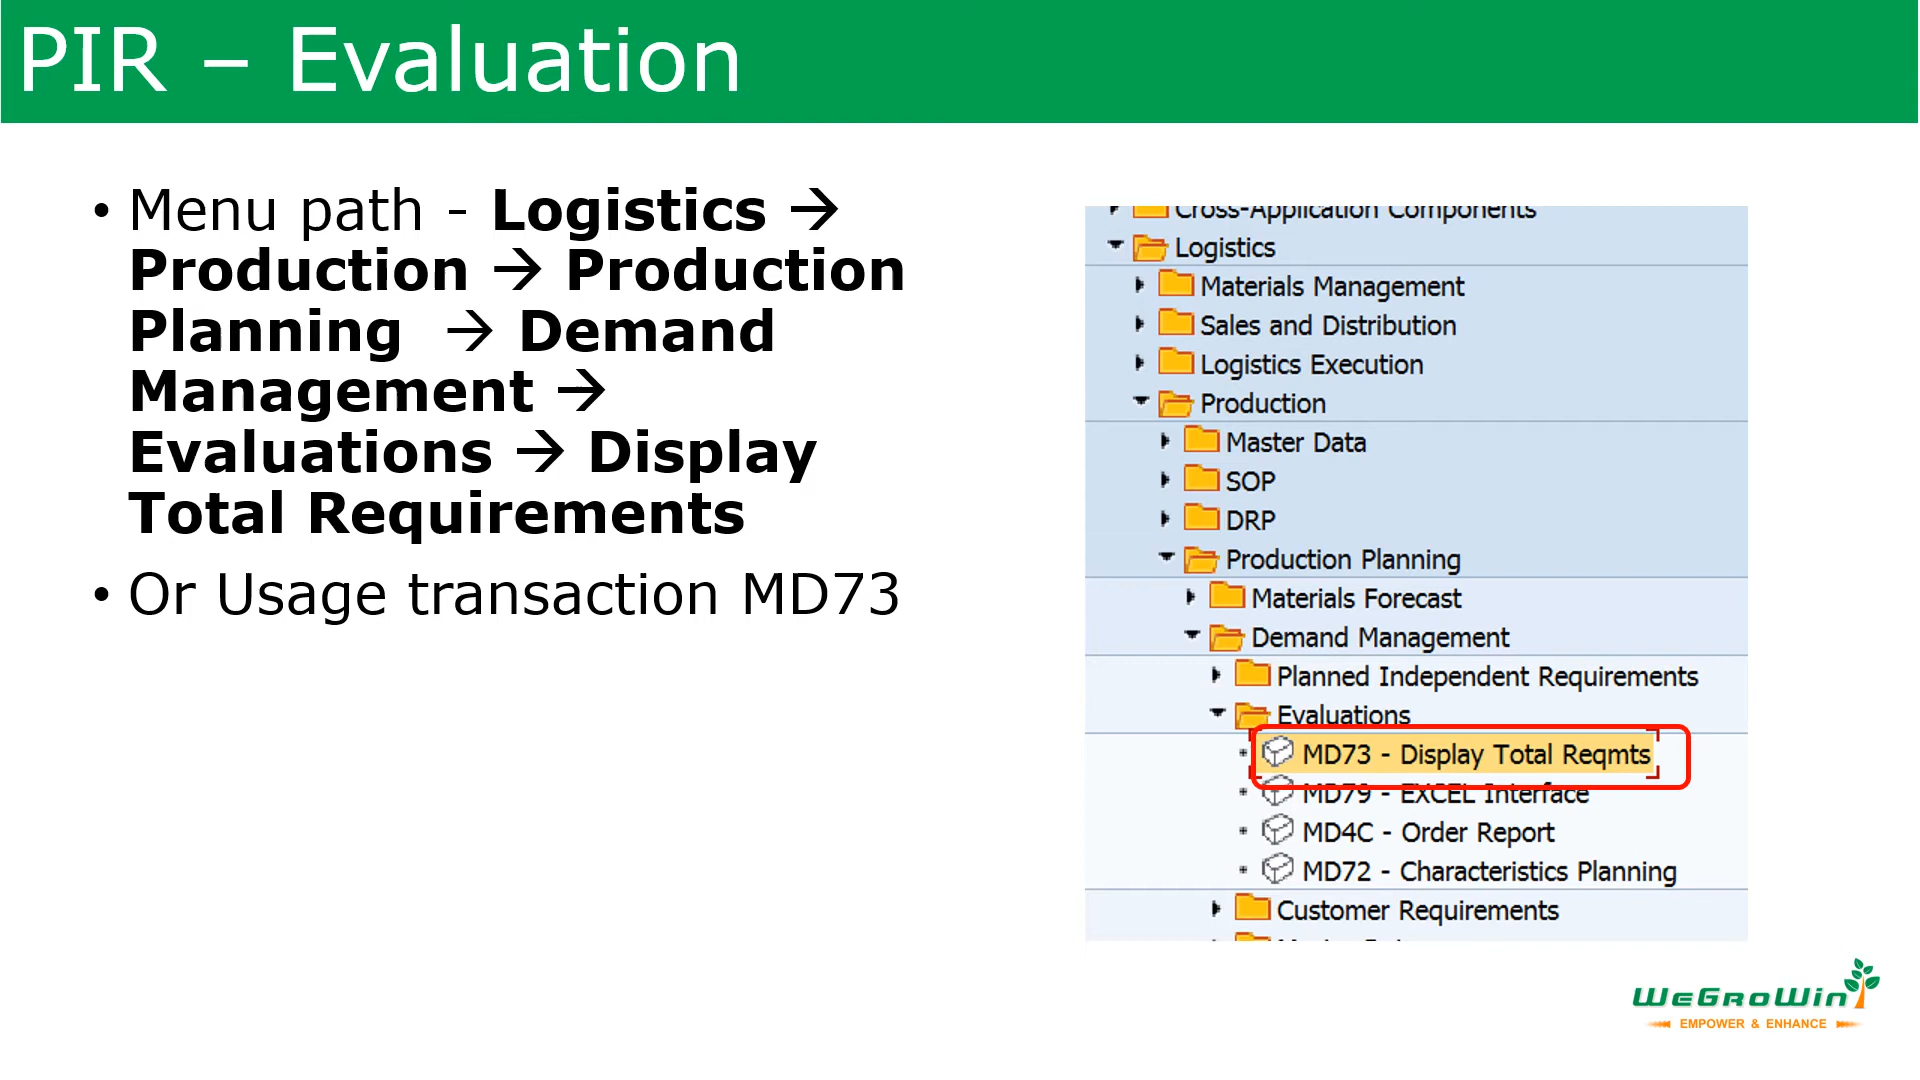 PIR – Evaluation
• Menu path - Logistics →
Production → Production
Planning → Demand
Management →
Evaluations → Display
Total Requirements
• Or Usage transaction MD73
Cross-Application Components
Logistics
Materials Management
Sales and Distribution
Logistics Execution
Production
Master Data
SOP
DRP
Production Planning
Materials Forecast
Demand Management
Planned Independent Requirements
Evaluations
MD73 - Display Total Reqmts
MD79 - EXCEL Interface
MD4C - Order Report
MD72 - Characteristics Planning
Customer Requirements
WeGroWin
EMPOWER & ENHANCE